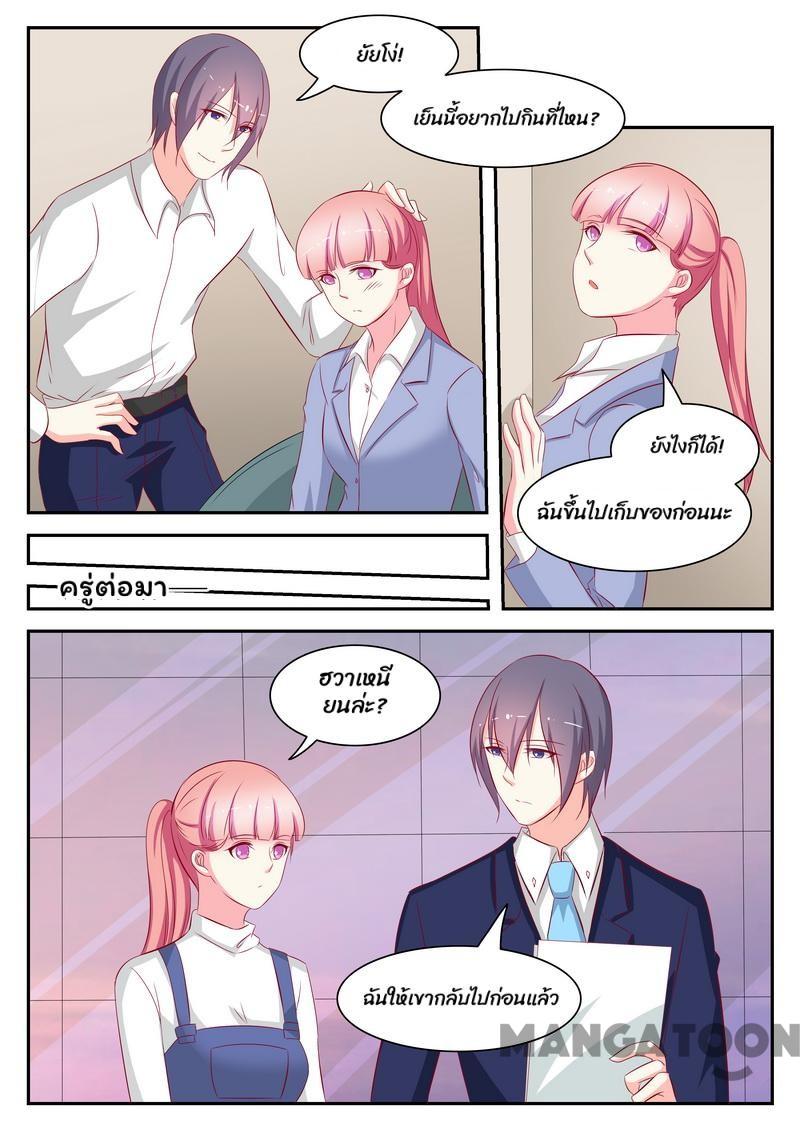 ยัยโง่!
เย็นนี้อยากไปกินที่ไหน?
ยังไงก็ได้!
ฉันขึ้นไปเก็บของก่อนนะ
ครู่ต่อมา
ฮวาเหนี
ยนล่ะ?
ฉันให้เขากลับไปก่อนแล้ว
MANGATOON